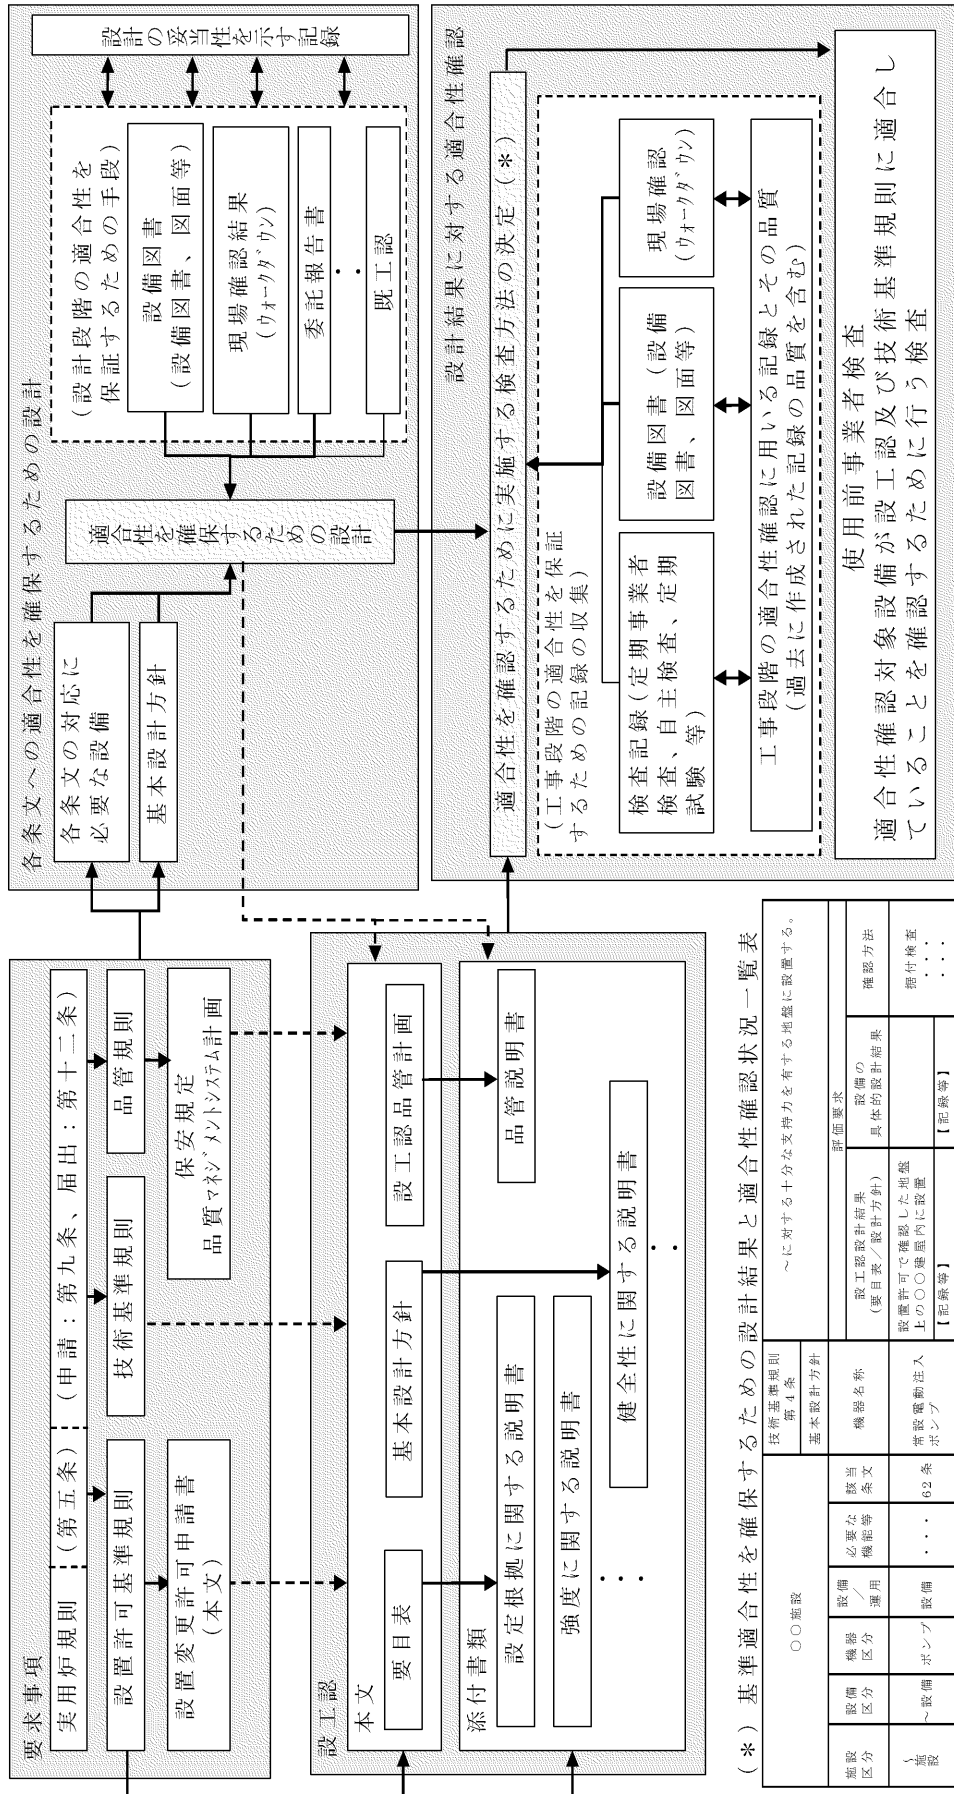 要求事項
実用炉規則
(第五条)
(申請:第九条、届出:第十二条)
設置許可基準規則
技術基準規則
品管規則
設置変更許可申請書
(本文)
保安規定
品質マネジメントシステム計画
各条文への適合性を確保するための設計
各条文の対応に
必要な設備
基本設計方針
適合性を確保するための設計
(設計段階の適合性を
保証するための手段)
設備図書
(設備図書、図面等)
現場確認結果
(ウォークダウン)
委託報告書
・・
既工認
設計の妥当性を示す記録
設工認
本文
要目表
基本設計方針
設工認品管計画
添付書類
設定根拠に関する説明書
品管説明書
強度に関する説明書
健全性に関する説明書
・・・
・・
設計結果に対する適合性確認
適合性を確認するために実施する検査方法の決定(*)
(工事段階の適合性を保証
するための記録の収集)
検査記録(定期事業者
検査、自主検査、定期
試験等)
設備図書(設備
図書、図面等)
現場確認
(ウォークダウン)
工事段階の適合性確認に用いる記録とその品質
(過去に作成された記録の品質を含む)
使用前事業者検査
適合性確認対象設備が設工認及び技術基準規則に適合し
ていることを確認するために行う検査
(*)基準適合性を確保するための設計結果と適合性確認状況一覧表
○○施設
技術基準規則
第4条
~に対する十分な支持力を有する地盤に設置する。
基本設計方針
評価要求
施設
区分
設備
区分
機器
区分
設備
/
運用
必要な
機能等
該当
条文
機器名称
設工認設計結果
(要目表/設計方針)
設備の
具体的設計結果
確認方法
~
施設
~設備
ポンプ
設備
・・・
62条
常設電動注入
ポンプ
設置許可で確認した地盤
上の○○建屋内に設置
【記録等】
【記録等】
据付検査
・・・
・・・